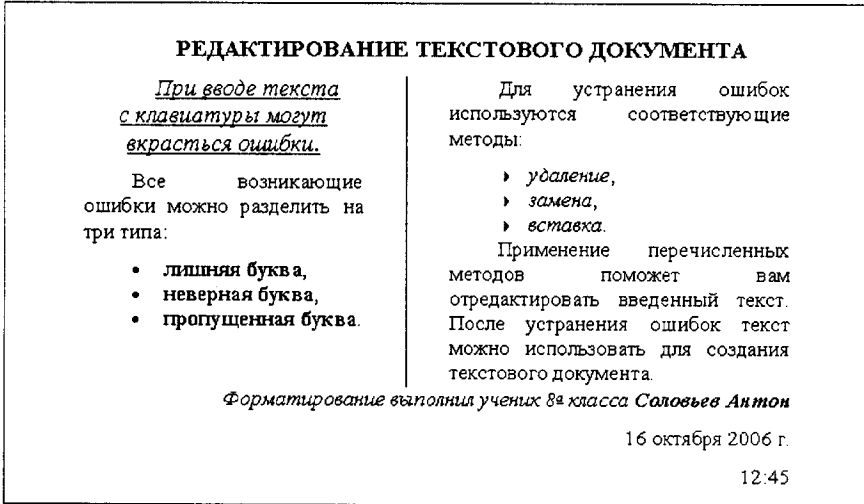 РЕДАКТИРОВАНИЕ ТЕКСТОВОГО ДОКУМЕНТА
При вводе текста
с клавиатуры могут
вкрасться ошибки.
Все возникающие
ошибки можно разделить на
три типа:
• лишняя буква,
• неверная буква,
• пропущенная буква.
Для устранения ошибок
используются соответствующие
методы:
удаление,
замена,
вставка.
Применение перечисленных
методов поможет вам
отредактировать введенный текст.
После устранения ошибок текст
можно использовать для создания
текстового документа.
Форматирование выполнил ученик 8ª класса Соловьев Антон
16 октября 2006 г.
12:45